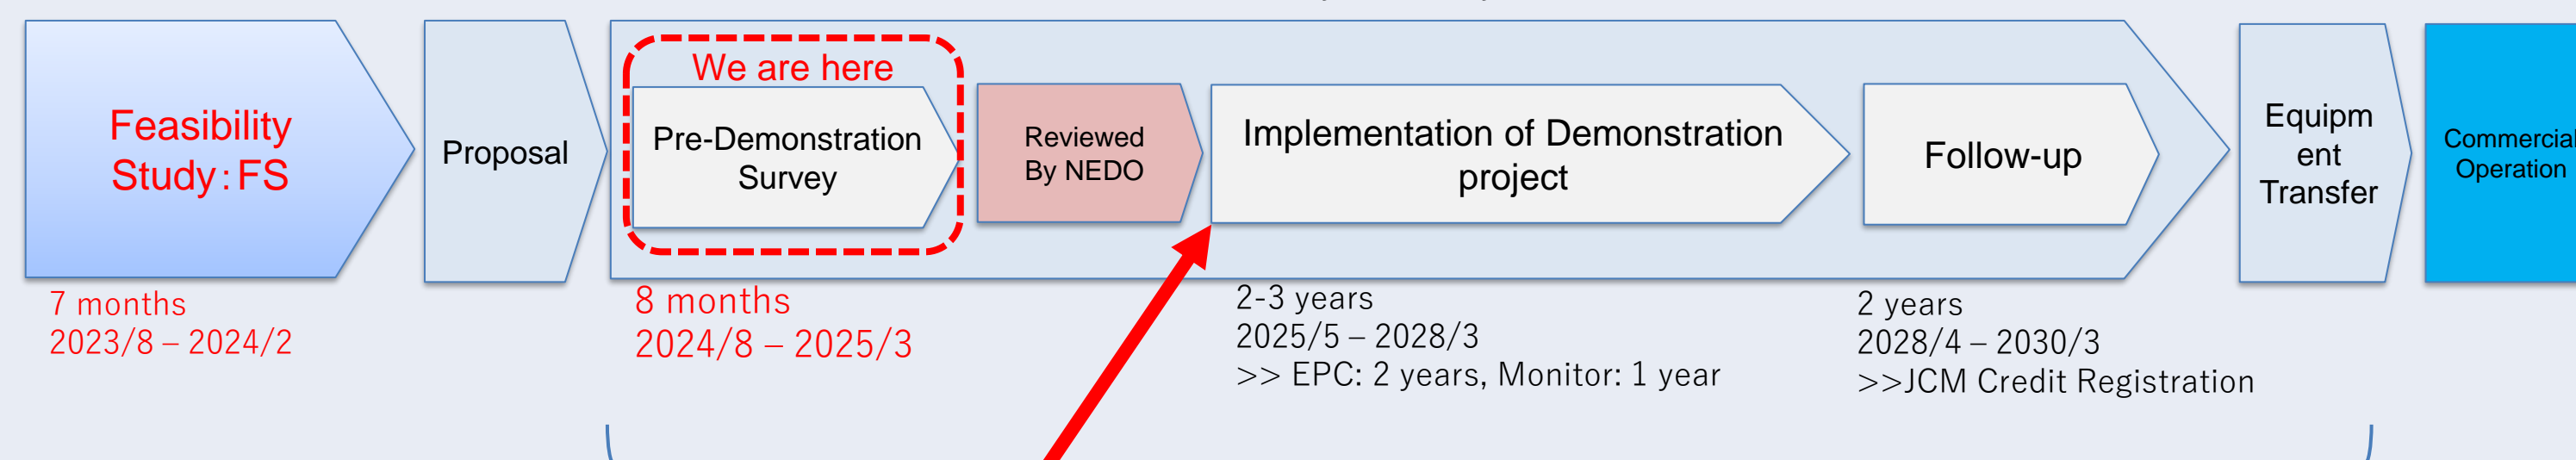 We are here
Feasibility
Study：FS
Proposal
Pre-Demonstration
Survey
Reviewed
By NEDO
Implementation of Demonstration
project
Follow-up
Equipm
ent
Transfer
Commercial
Operation
7 months
2023/8 – 2024/2
8 months
2024/8 – 2025/3
2-3 years
2025/5 – 2028/3
>> EPC: 2 years, Monitor: 1 year
2 years
2028/4 – 2030/3
>>JCM Credit Registration